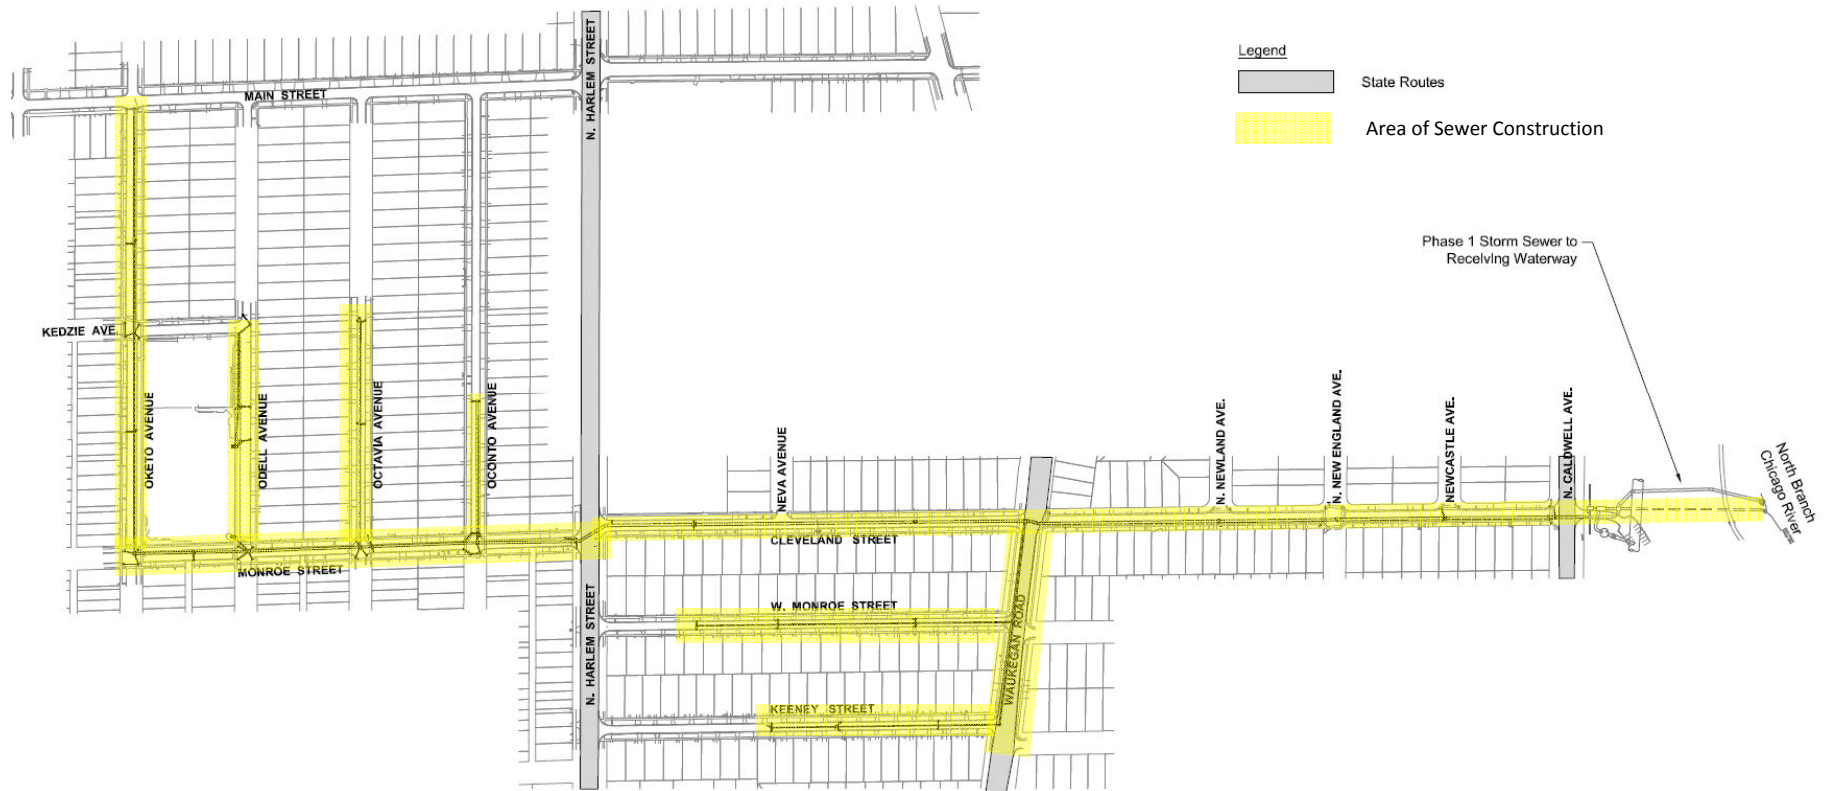 Legend
State Routes
Area of Sewer Construction
MAIN STREET
N. HARLEM STREET
Phase 1 Storm Sewer to
Receiving Waterway
KEDZIE AVE.
OKETO AVENUE
ODELL AVENUE
OCTAVIA AVENUE
OCONTO AVENUE
NEVA AVENUE
N. NEWLAND AVE.
N. NEW ENGLAND AVE.
NEWCASTLE AVE.
N. CALDWELL AVE.
North Branch
Chicago River
CLEVELAND STREET
MONROE STREET
W. MONROE STREET
N. HARLEM STREET
WAUKEGAN ROAD
KEENEY STREET